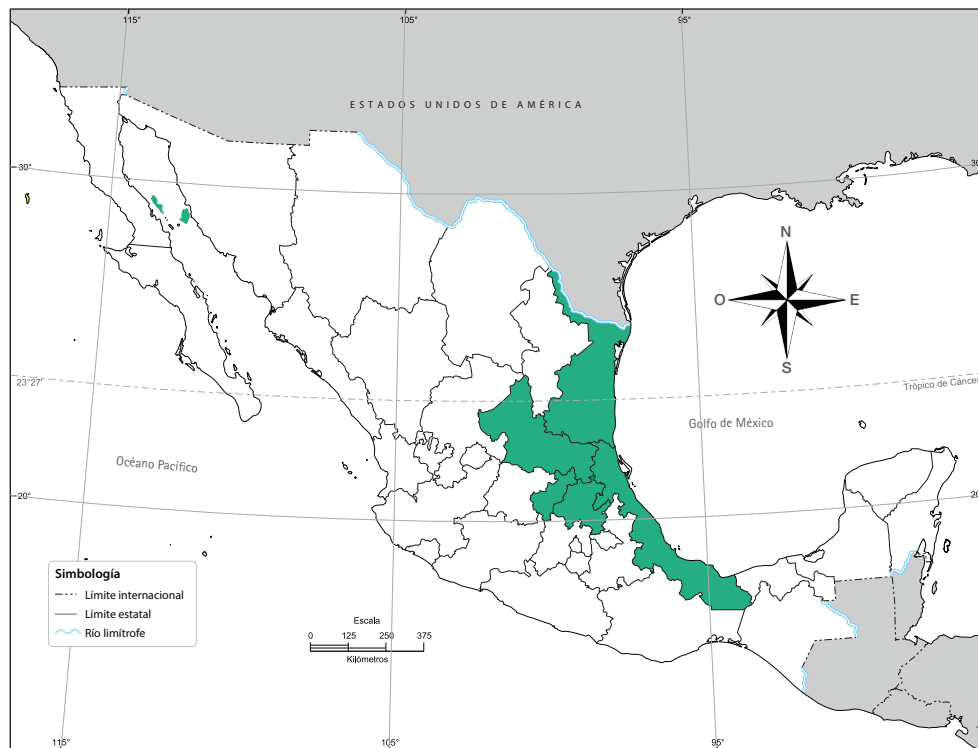 115°
105°
95°
ESTADOS UNIDOS DE AMÉRICA
30°
30
N
O
E
S
23°27'
Trópico de Cáncer
Golfo de México
Océano Pacífico
20°
20
Simbología
Límite internacional
Límite estatal
Río limítrofe
Escala
0 125 250 375
Kilómetros
115°
105°
95°